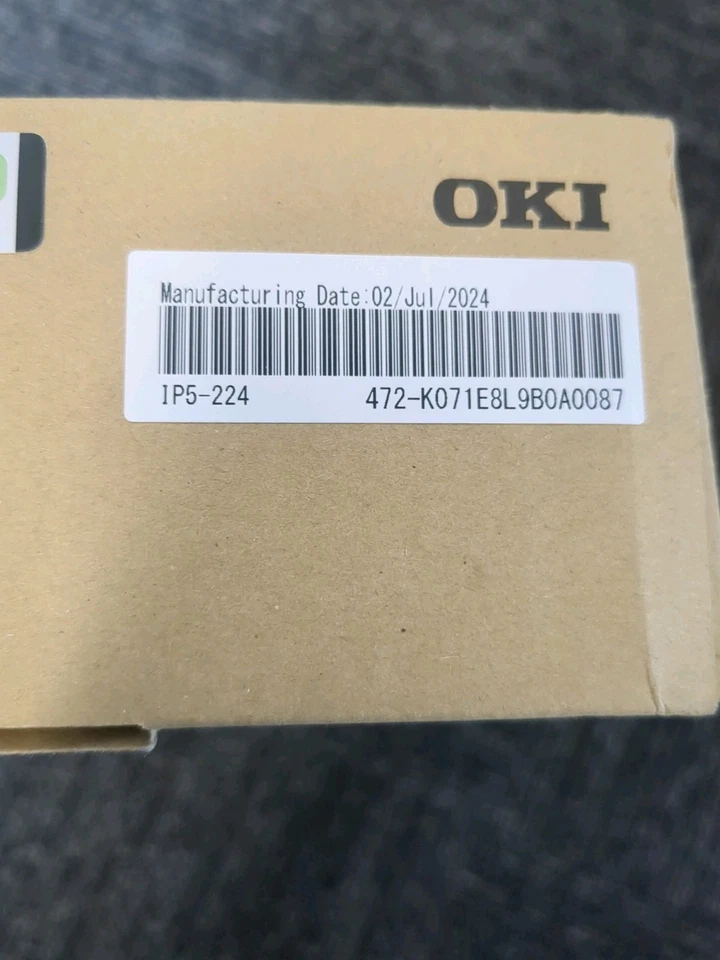 OKI
Manufacturing Date:02/Jul/2024
IP5-224 472-K071E8L9B0A0087